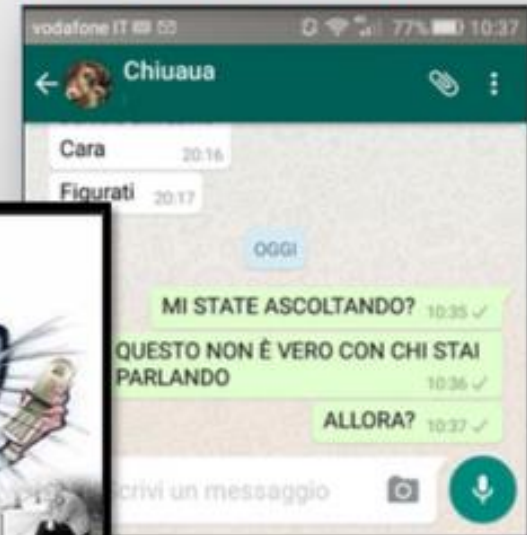 vodafone IT 77% 10:37
Chiuaua
Cara 20:16
Figurati 20:17
OGGI
MI STATE ASCOLTANDO? 10:35
QUESTO NON È VERO CON CHI STAI
PARLANDO 10:36
ALLORA? 10:37
Scrivi un messaggio